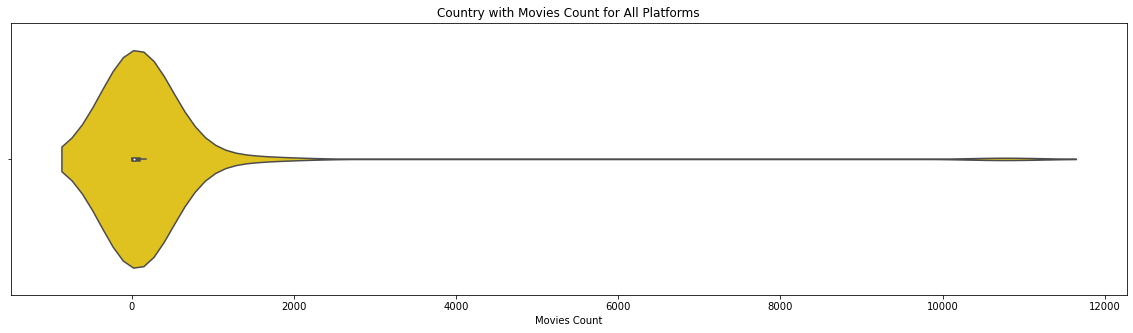 Country with Movies Count for All Platforms
0 2000 4000 6000 8000 10000 12000
Movies Count